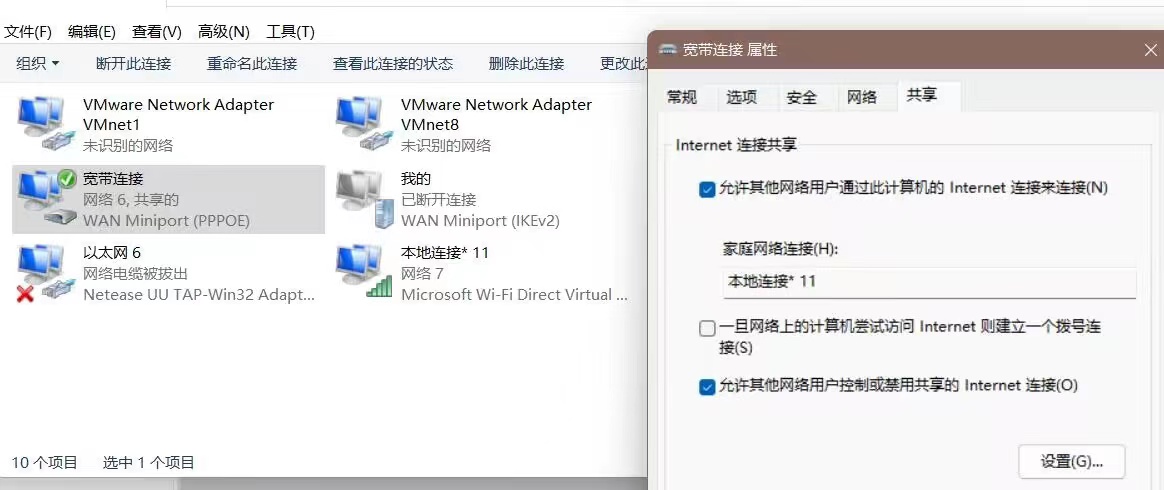 文件(F) 编辑(E) 查看(V) 高级(N) 工具(T)
组织 断开此连接 重命名此连接 查看此连接的状态 删除此连接 更改此
VMware Network Adapter
VMnet1
未识别的网络
VMware Network Adapter
VMnet8
未识别的网络
宽带连接
网络 6, 共享的
WAN Miniport (PPPOE)
我的
已断开连接
WAN Miniport (IKEv2)
以太网 6
网络电缆被拔出
Netease UU TAP-Win32 Adapt...
本地连接* 11
网络 7
Microsoft Wi-Fi Direct Virtual ...
10 个项目 选中 1 个项目
宽带连接 属性
常规 选项 安全 网络 共享
Internet 连接共享
允许其他网络用户通过此计算机的 Internet 连接来连接(N)
家庭网络连接(H):
本地连接* 11
一旦网络上的计算机尝试访问 Internet 则建立一个拨号连
接(S)
允许其他网络用户控制或禁用共享的 Internet 连接(O)
设置(G)...